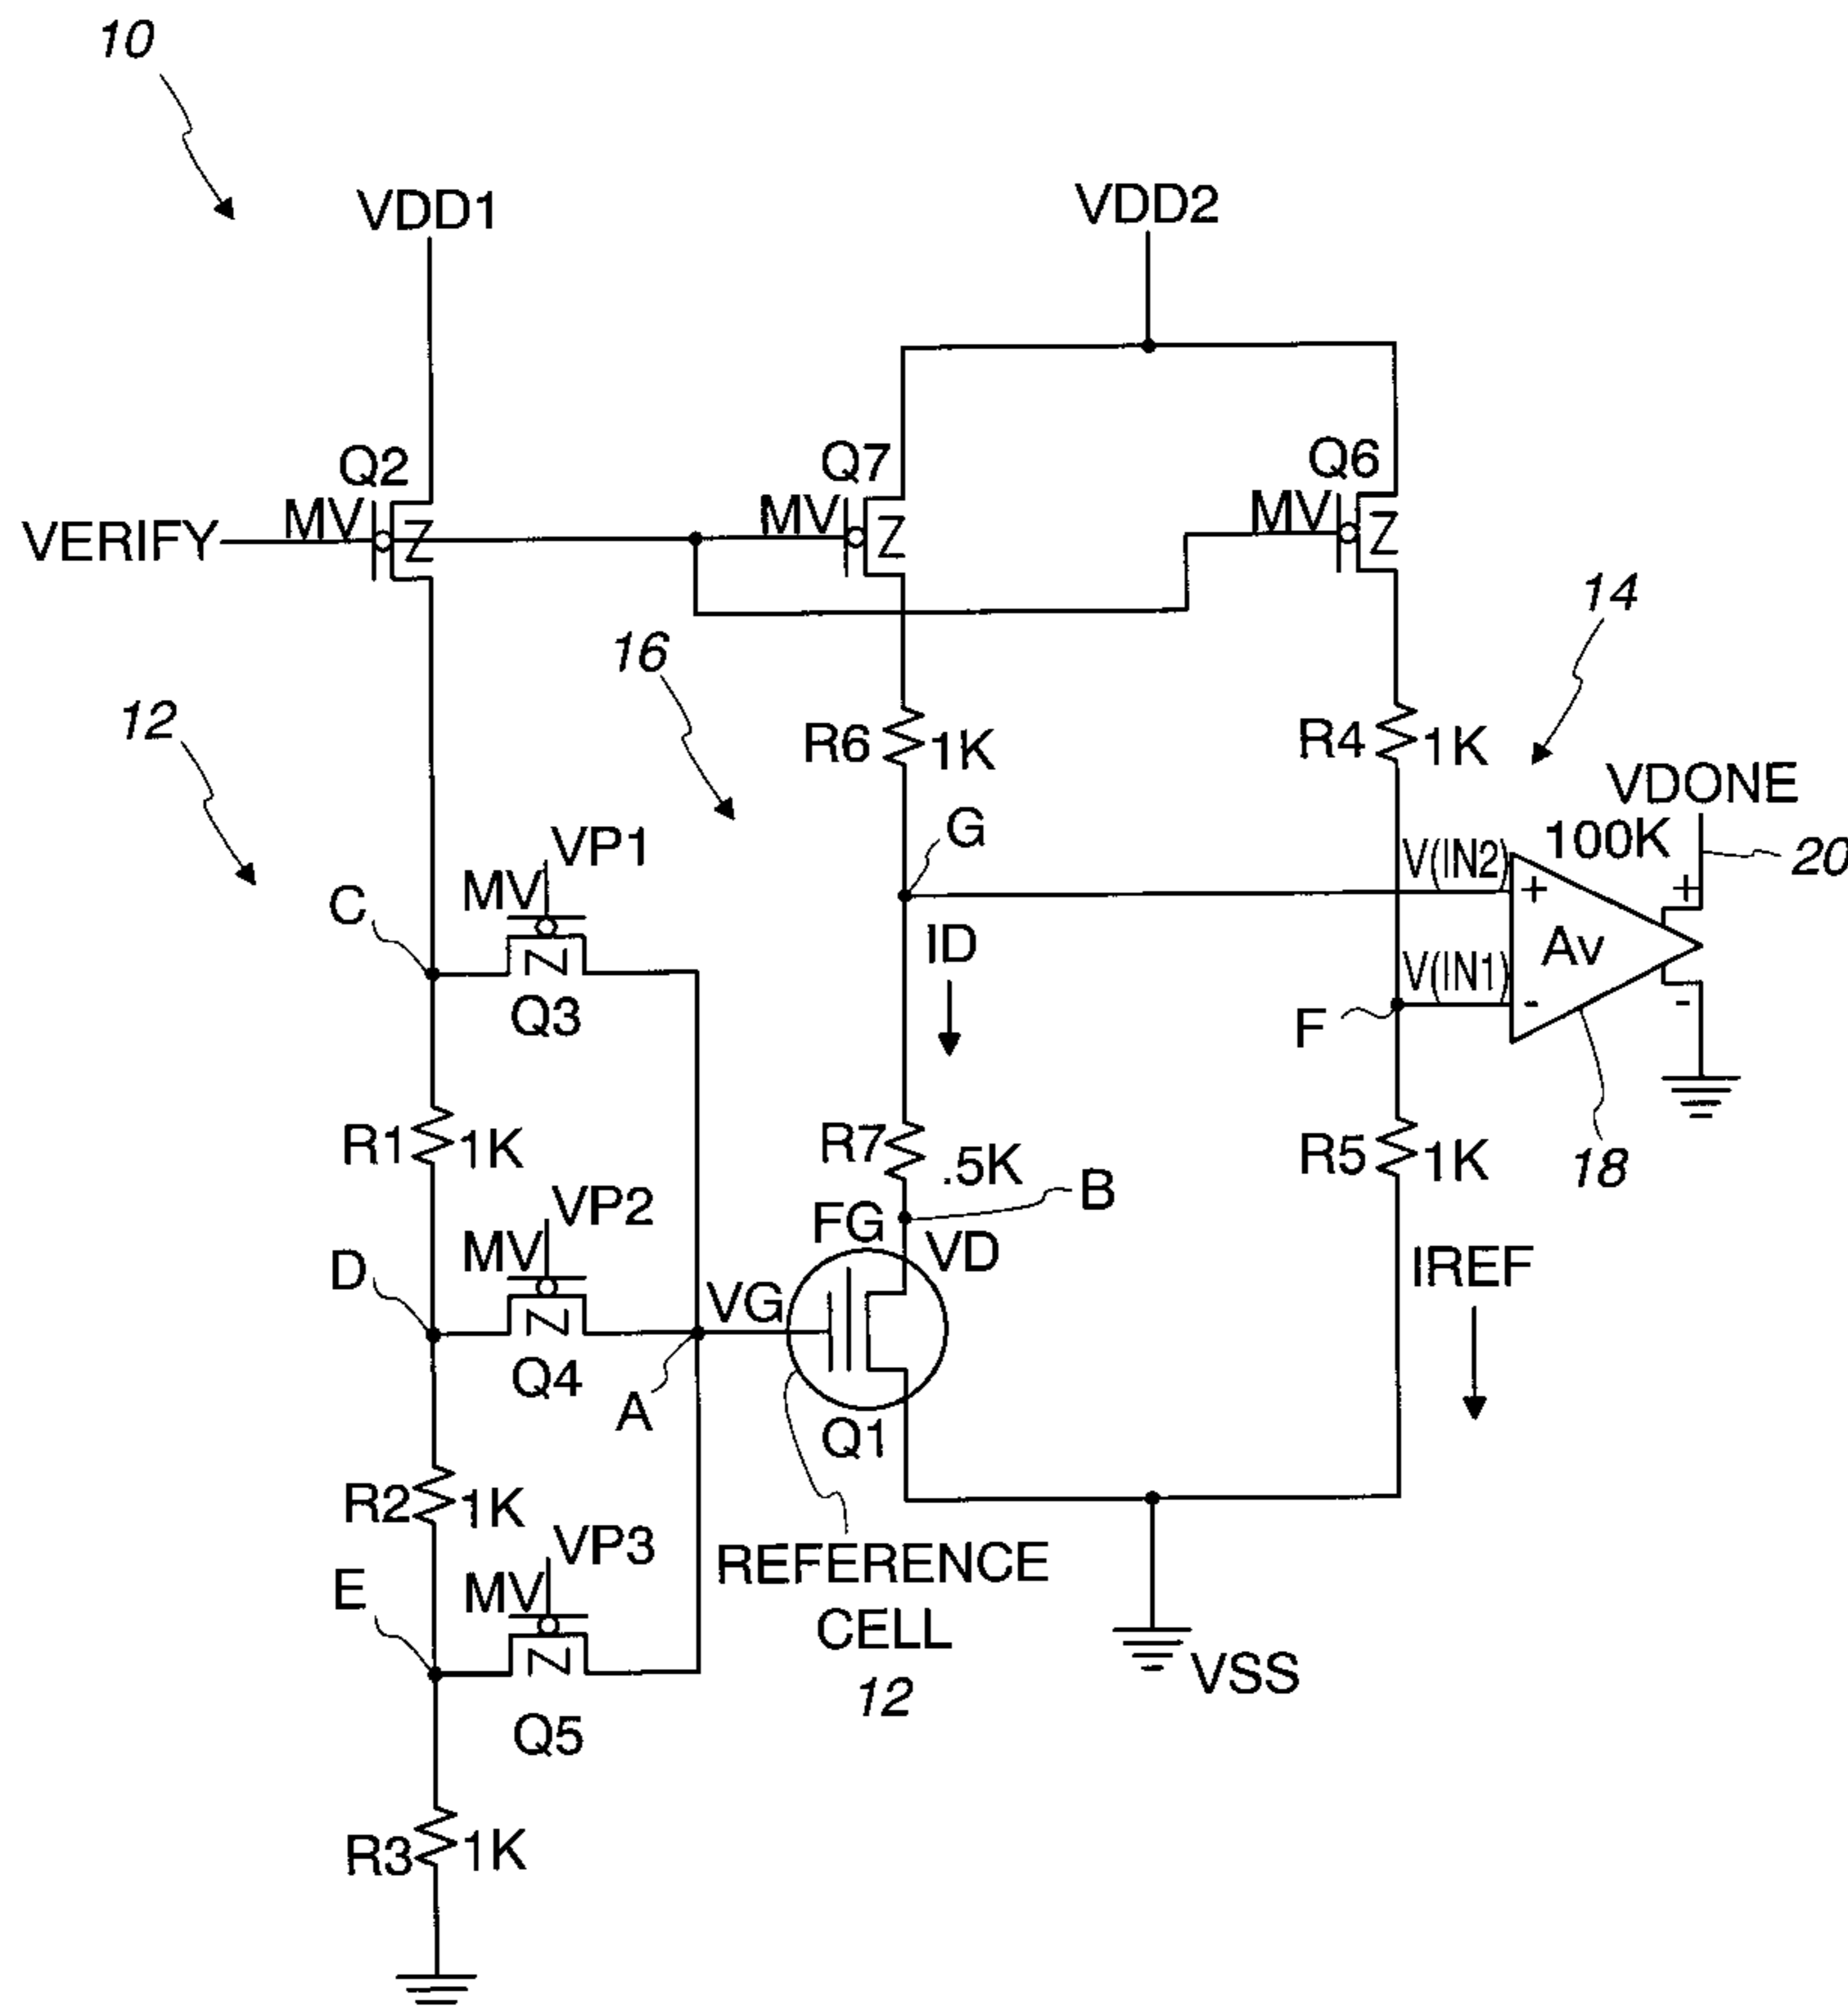 10
VDD1
VDD2
Q2
Q7
Q6
VERIFY
MV
Z
MV
Z
MV
Z
14
16
12
R6
1K
R4
1K
VDONE
100K
20
VP1
MV
Z
Q3
C
G
V(IN2)
+
+
ID
AV
V(IN1)
-
-
F
18
R1
1K
R7
.5K
R5
1K
B
VP2
MV
Z
Q4
D
FG
VD
VG
IREF
A
Q1
R2
1K
VP3
MV
Z
Q5
E
REFERENCE
CELL
12
VSS
R3
1K